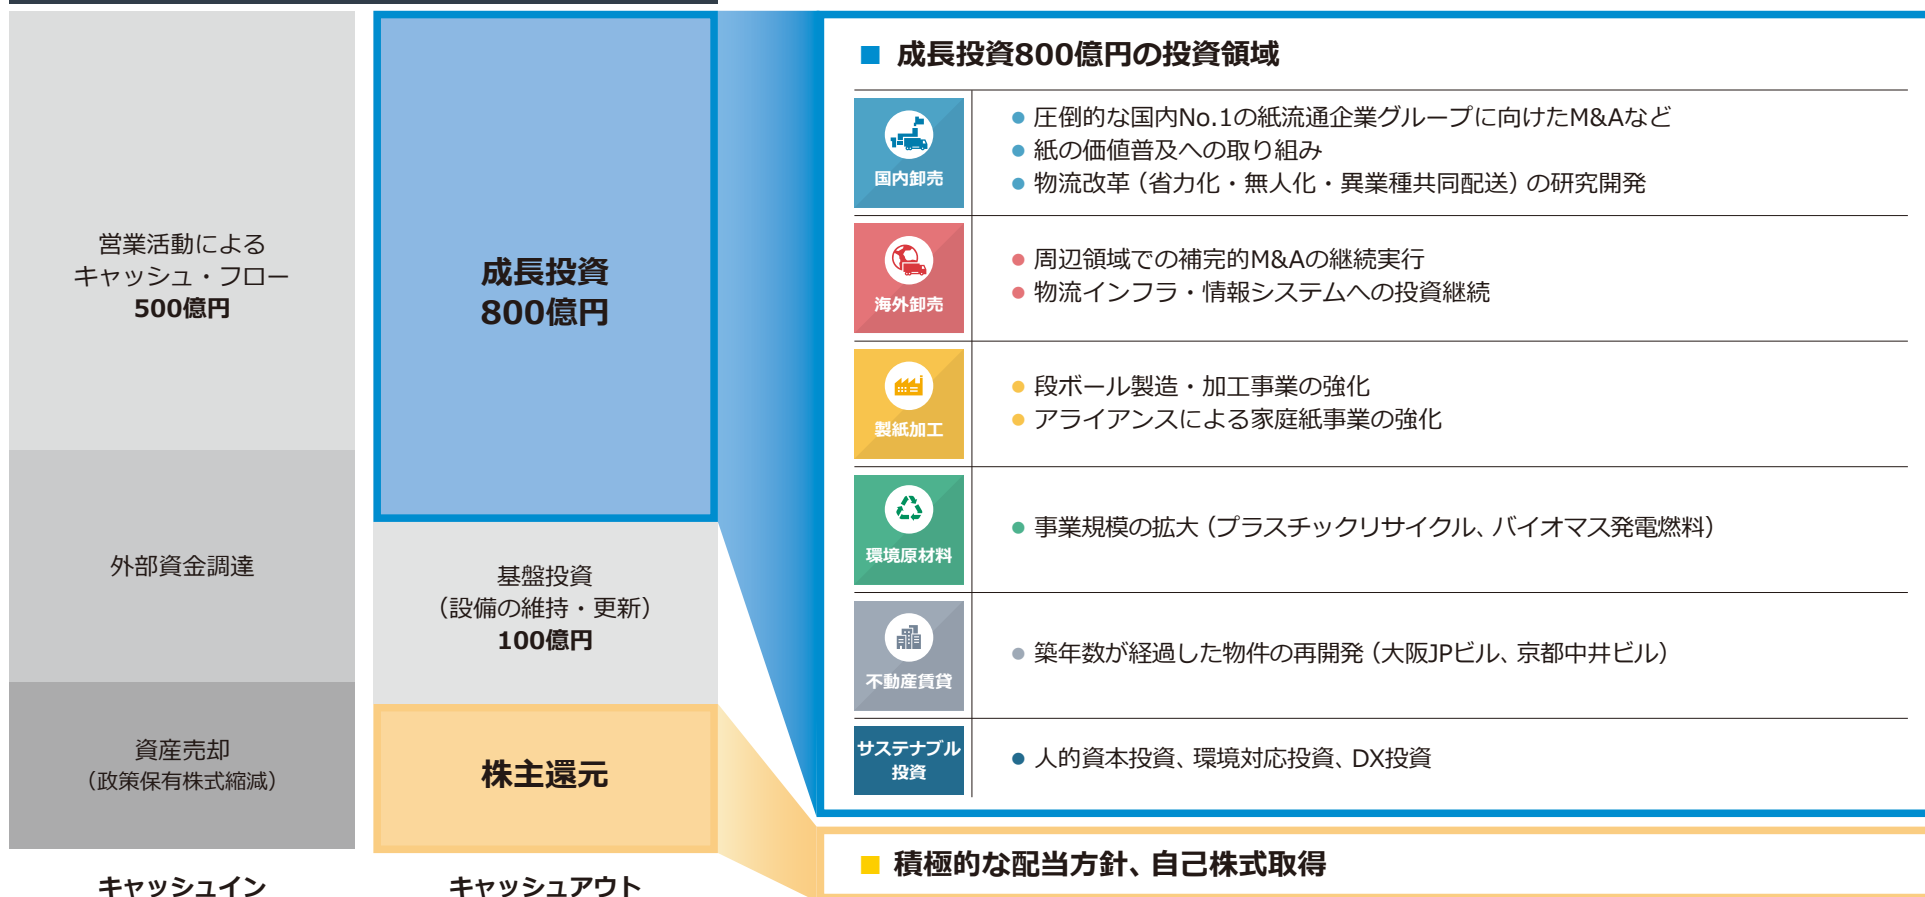 営業活動による
キャッシュ・フロー
500億円
外部資金調達
資産売却
（政策保有株式縮減）
キャッシュイン
成長投資
800億円
基盤投資
（設備の維持・更新）
100億円
株主還元
キャッシュアウト
■ 成長投資800億円の投資領域
国内卸売
● 圧倒的な国内No.1の紙流通企業グループに向けたM&Aなど
● 紙の価値普及への取り組み
● 物流改革（省力化・無人化・異業種共同配送）の研究開発
海外卸売
● 周辺領域での補完的M&Aの継続実行
● 物流インフラ・情報システムへの投資継続
製紙加工
● 段ボール製造・加工事業の強化
● アライアンスによる家庭紙事業の強化
環境原材料
● 事業規模の拡大（プラスチックリサイクル、バイオマス発電燃料）
不動産賃貸
● 築年数が経過した物件の再開発（大阪JPビル、京都中井ビル）
サステナブル
投資
● 人的資本投資、環境対応投資、DX投資
■ 積極的な配当方針、自己株式取得